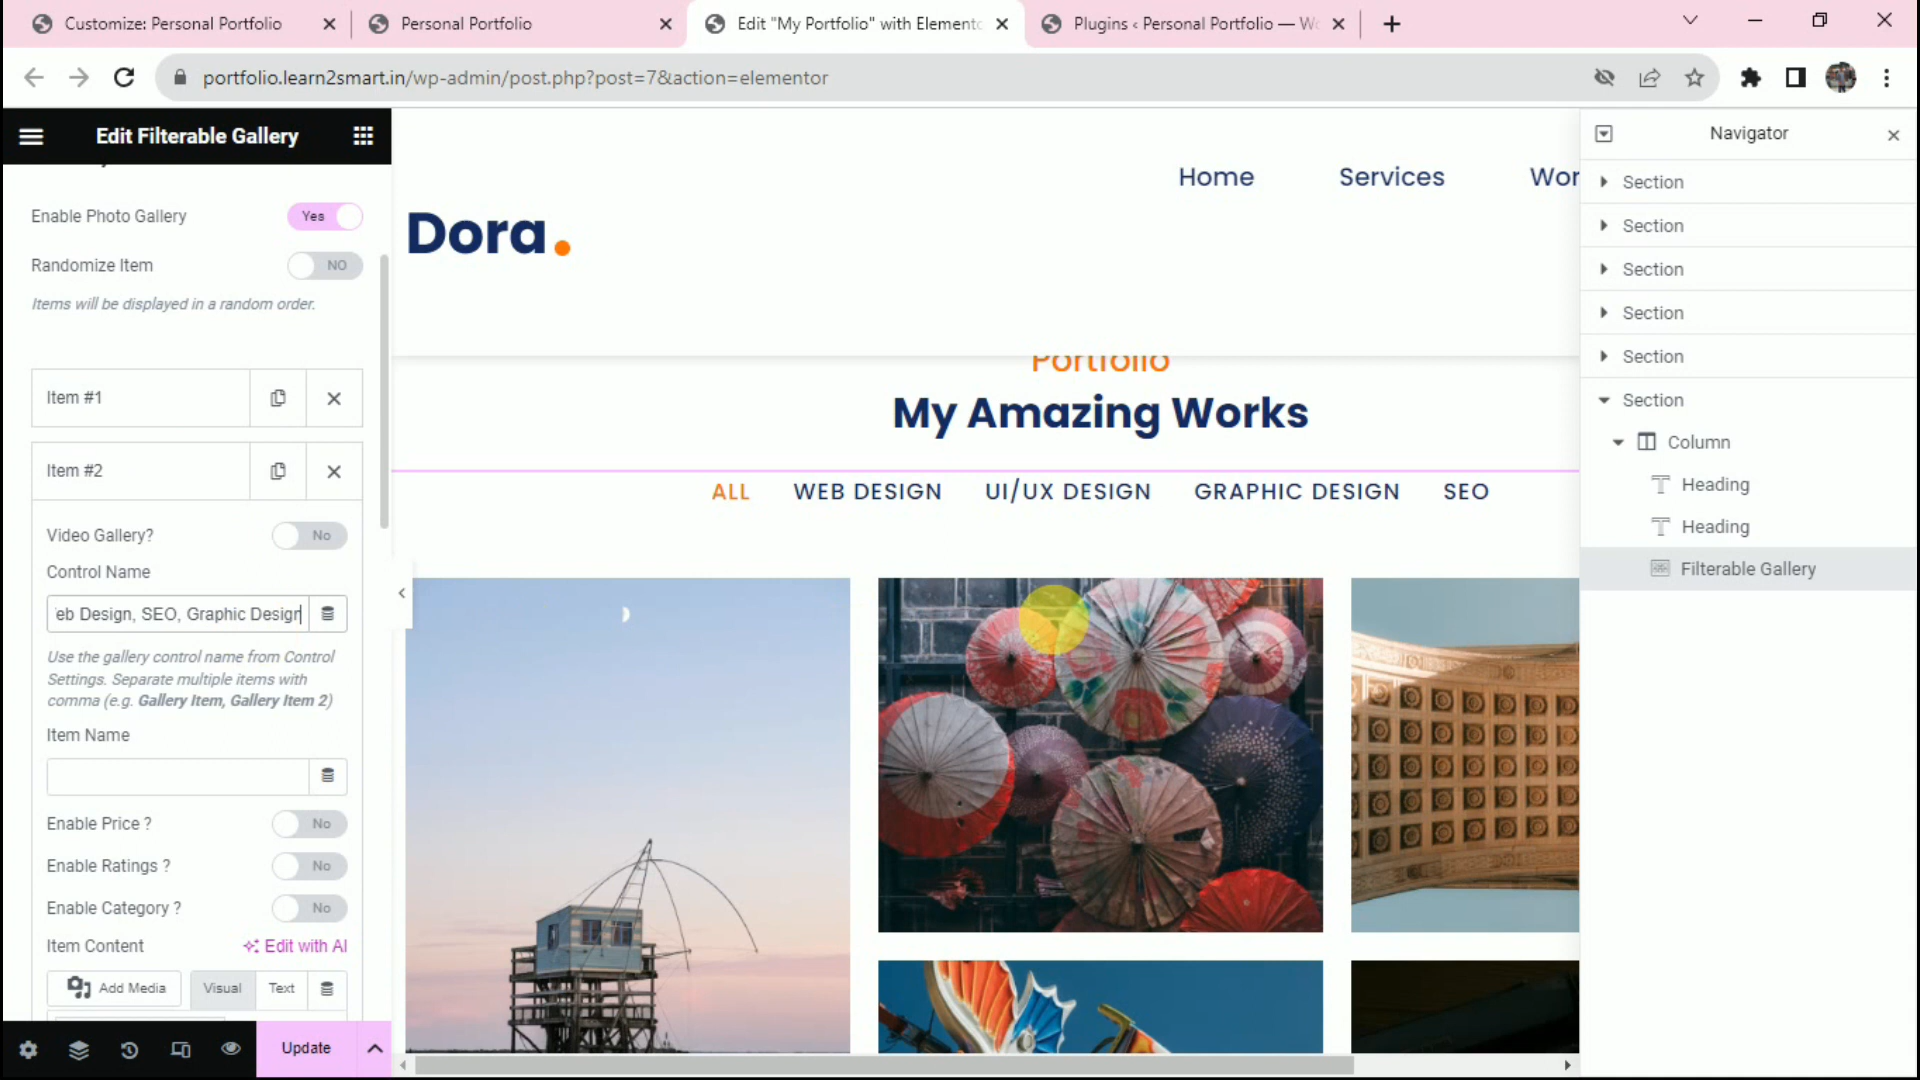 Customize: Personal Portfolio
Personal Portfolio
Edit "My Portfolio" with Elemento
Plugins ‹ Personal Portfolio — Wo
portfolio.learn2smart.in/wp-admin/post.php?post=7&action=elementor
Edit Filterable Gallery
Enable Photo Gallery
Yes
Randomize Item
NO
Items will be displayed in a random order.
Item #1
Item #2
Video Gallery?
No
Control Name
eb Design, SEO, Graphic Design
Use the gallery control name from Control
Settings. Separate multiple items with
comma (e.g. Gallery Item, Gallery Item 2)
Item Name
Enable Price ?
No
Enable Ratings ?
No
Enable Category ?
No
Item Content
Edit with AI
Add Media
Visual
Text
Update
Home
Services
Wor
Dora.
Portfolio
My Amazing Works
ALL
WEB DESIGN
UI/UX DESIGN
GRAPHIC DESIGN
SEO
Navigator
Section
Section
Section
Section
Section
Section
Column
Heading
Heading
Filterable Gallery